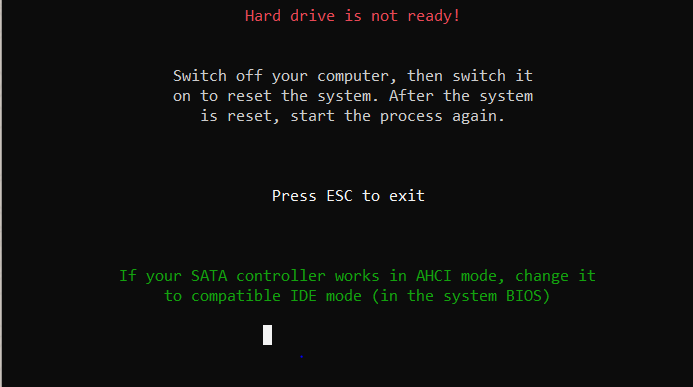 Hard drive is not ready!
Switch off your computer, then switch it
on to reset the system. After the system
is reset, start the process again.
Press ESC to exit
If your SATA controller works in AHCI mode, change it
to compatible IDE mode (in the system BIOS)